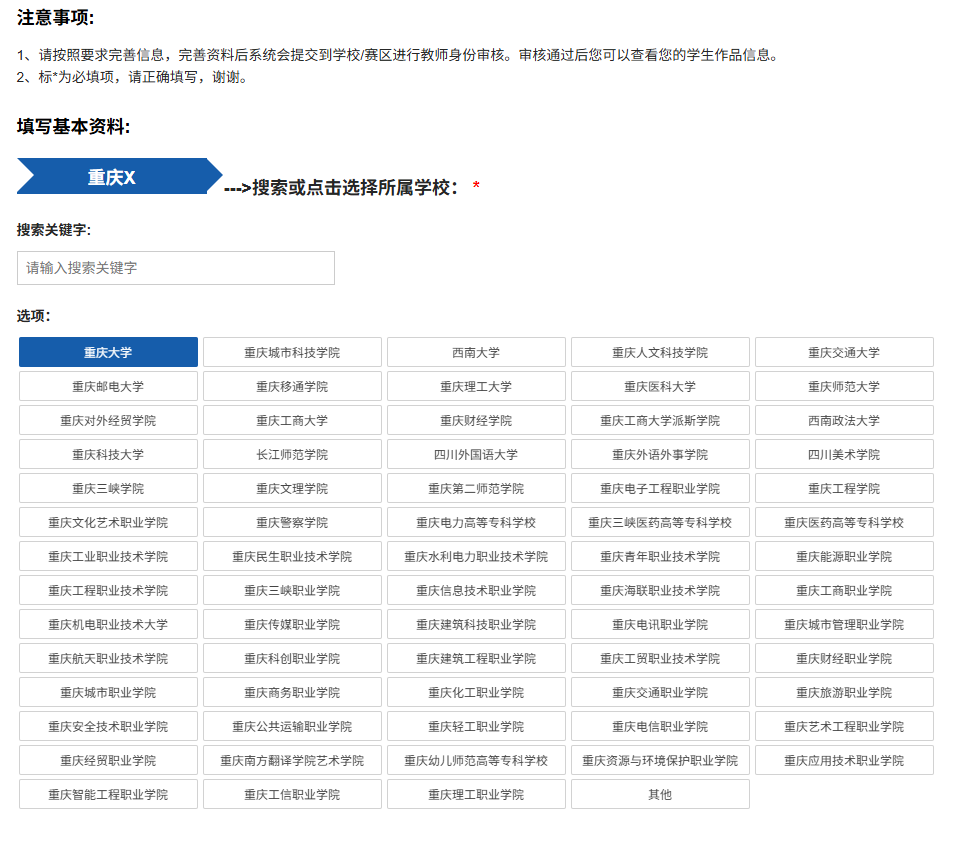 注意事项:
1、请按照要求完善信息，完善资料后系统会提交到学校/赛区进行教师身份审核。审核通过后您可以查看您的学生作品信息。
2、标*为必填项，请正确填写，谢谢。
填写基本资料:
重庆X --->搜索或点击选择所属学校： *
搜索关键字:
请输入搜索关键字
选项：
重庆大学 重庆城市科技学院 西南大学 重庆人文科技学院 重庆交通大学
重庆邮电大学 重庆移通学院 重庆理工大学 重庆医科大学 重庆师范大学
重庆对外经贸学院 重庆工商大学 重庆财经学院 重庆工商大学派斯学院 西南政法大学
重庆科技大学 长江师范学院 四川外国语大学 重庆外语外事学院 四川美术学院
重庆三峡学院 重庆文理学院 重庆第二师范学院 重庆电子工程职业学院 重庆工程学院
重庆文化艺术职业学院 重庆警察学院 重庆电力高等专科学校 重庆三峡医药高等专科学校 重庆医药高等专科学校
重庆工业职业技术学院 重庆民生职业技术学院 重庆水利电力职业技术学院 重庆青年职业技术学院 重庆能源职业学院
重庆工程职业技术学院 重庆三峡职业学院 重庆信息技术职业学院 重庆海联职业技术学院 重庆工商职业学院
重庆机电职业技术大学 重庆传媒职业学院 重庆建筑科技职业学院 重庆电讯职业学院 重庆城市管理职业学院
重庆航天职业技术学院 重庆科创职业学院 重庆建筑工程职业学院 重庆工贸职业技术学院 重庆财经职业学院
重庆城市职业学院 重庆商务职业学院 重庆化工职业学院 重庆交通职业学院 重庆旅游职业学院
重庆安全技术职业学院 重庆公共运输职业学院 重庆轻工职业学院 重庆电信职业学院 重庆艺术工程职业学院
重庆经贸职业学院 重庆南方翻译学院艺术学院 重庆幼儿师范高等专科学校 重庆资源与环境保护职业学院 重庆应用技术职业学院
重庆智能工程职业学院 重庆工信职业学院 重庆理工职业学院 其他